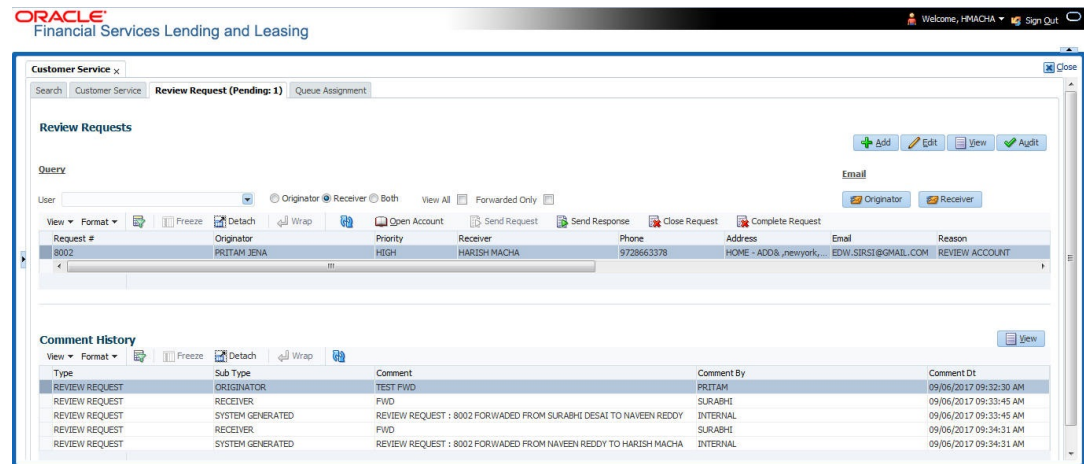 ORACLE®
Financial Services Lending and Leasing
Welcome, HMACHA Sign Out
Customer Service x
Close
Search Customer Service Review Request (Pending: 1) Queue Assignment
Review Requests
Add Edit View Audit
Query
Email
User Originator Receiver Both View All Forwarded Only
Originator Receiver
View Format Freeze Detach Wrap Open Account Send Request Send Response Close Request Complete Request
Request # Originator Priority Receiver Phone Address Email Reason
8002 PRITAM JENA HIGH HARISH MACHA 9728663378 HOME - ADD& ,newyork,... EDW.SIRSI@GMAIL.COM REVIEW ACCOUNT
Comment History
View
View Format Freeze Detach Wrap
Type Sub Type Comment Comment By Comment Dt
REVIEW REQUEST ORIGINATOR TEST FWD PRITAM 09/06/2017 09:32:30 AM
REVIEW REQUEST RECEIVER FWD SURABHI 09/06/2017 09:33:45 AM
REVIEW REQUEST SYSTEM GENERATED REVIEW REQUEST : 8002 FORWADED FROM SURABHI DESAI TO NAVEEN REDDY INTERNAL 09/06/2017 09:33:45 AM
REVIEW REQUEST RECEIVER FWD SURABHI 09/06/2017 09:34:31 AM
REVIEW REQUEST SYSTEM GENERATED REVIEW REQUEST : 8002 FORWADED FROM NAVEEN REDDY TO HARISH MACHA INTERNAL 09/06/2017 09:34:31 AM